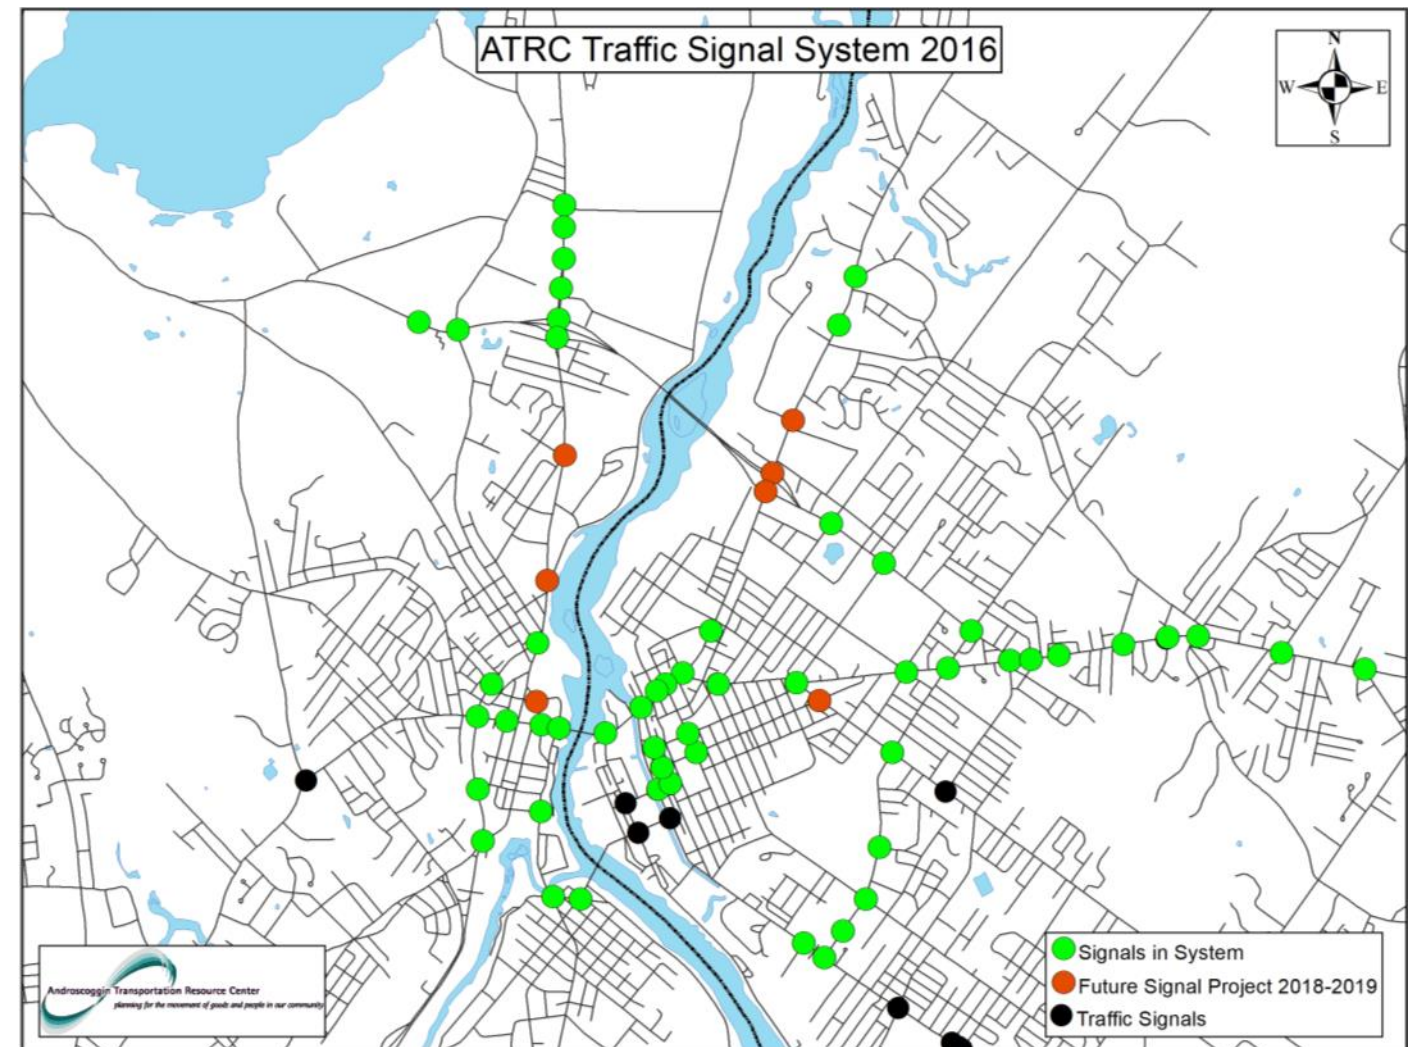 ATRC Traffic Signal System 2016
N
W E
S
Androscoggin Transportation Resource Center
planning for the movement of goods and people in our community
Signals in System
Future Signal Project 2018-2019
Traffic Signals